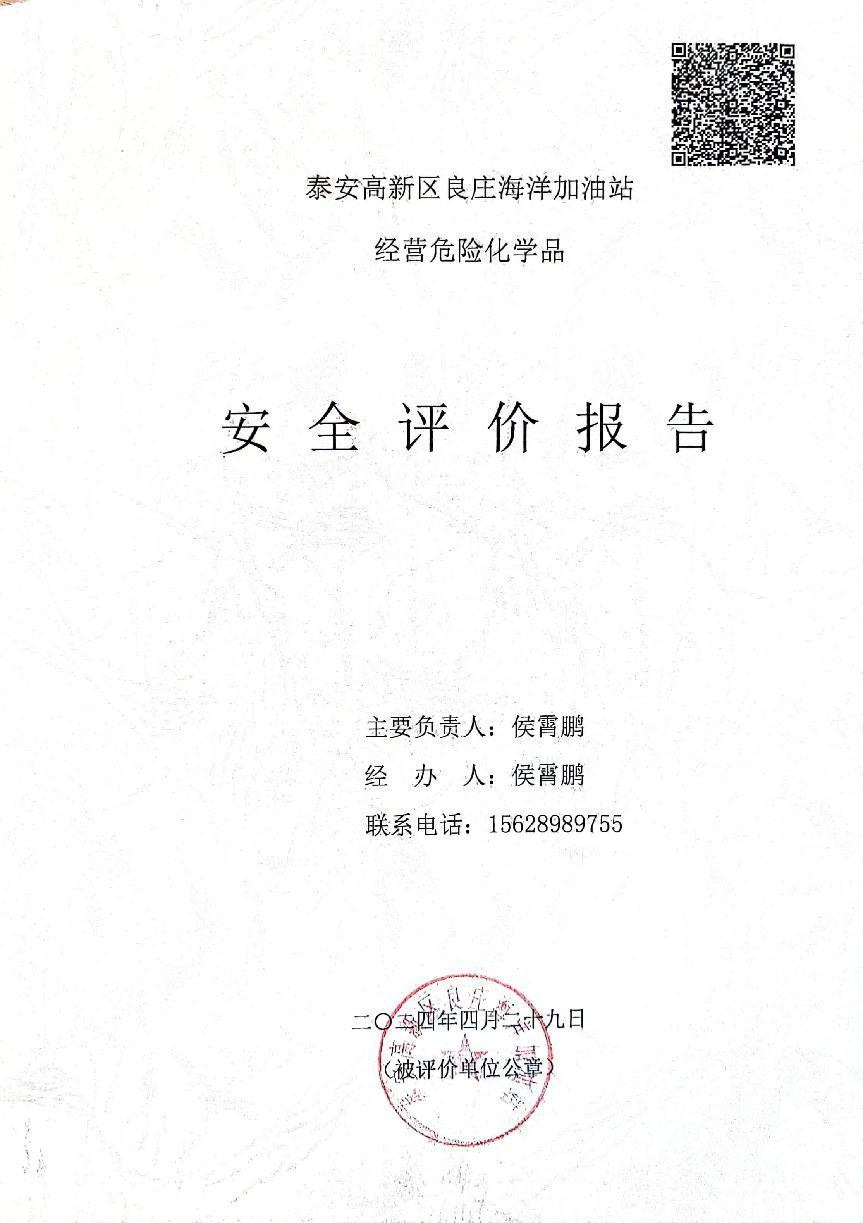 泰安高新区良庄海洋加油站
经营危险化学品
安全评价报告
主要负责人：侯霄鹏
经 办 人：侯霄鹏
联系电话：15628989755
二〇二四年四月二十九日
（被评价单位公章）